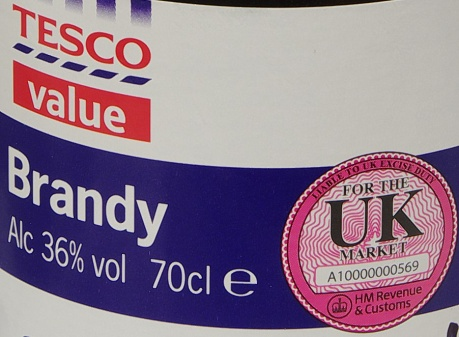 TESCO
value
Brandy
Alc 36% vol 70cl ℮
LIABLE TO UK EXCISE DUTY
FOR THE
UK
MARKET
A10000000569
HM Revenue
& Customs